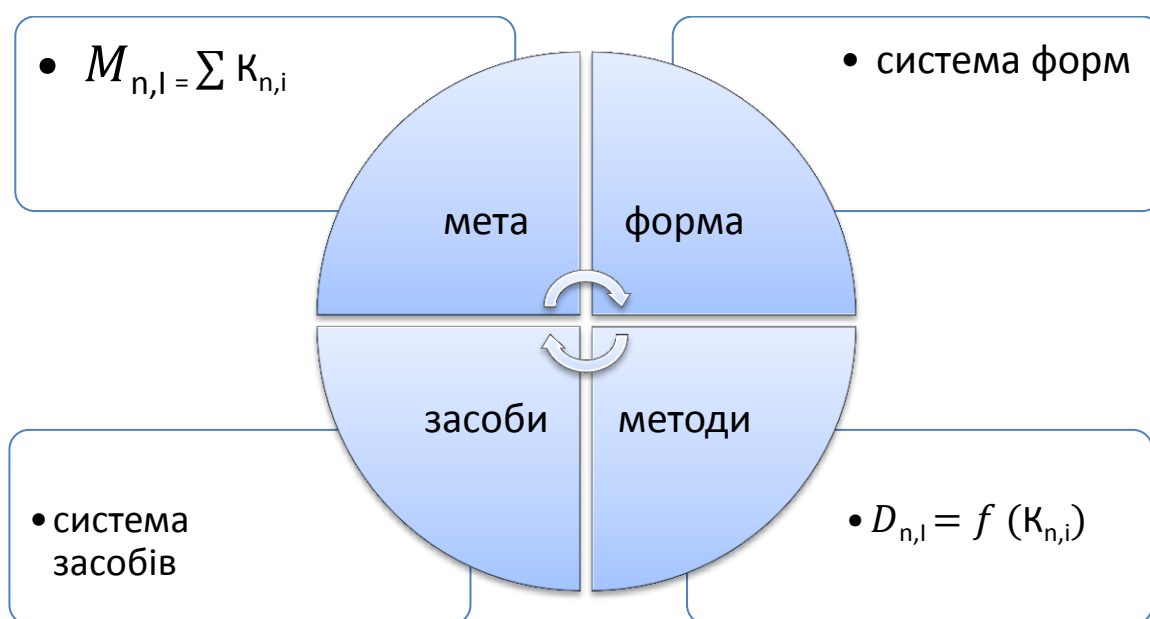 • M n,I = ∑ К n,i
• система форм
мета
форма
засоби
методи
• система
засобів
• D n,I = f (К n,i)